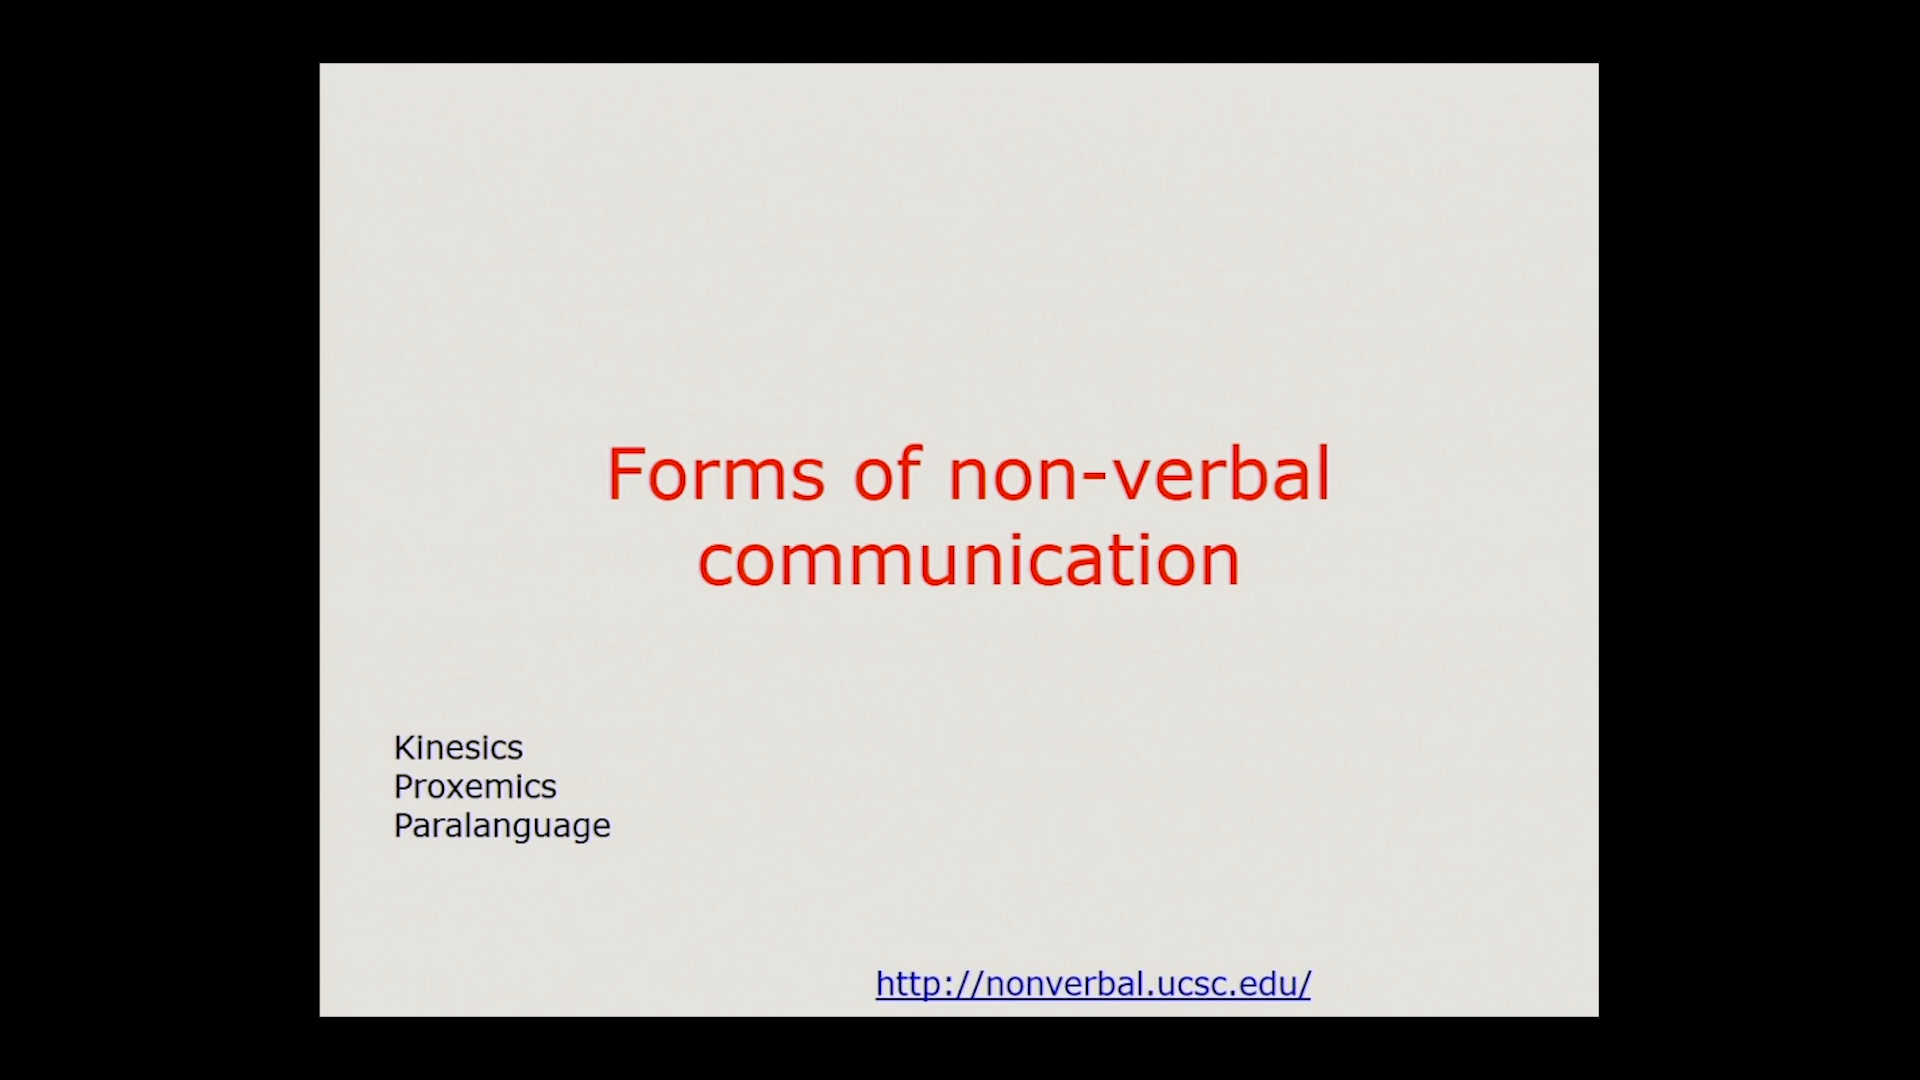 Forms of non-verbal
communication
Kinesics
Proxemics
Paralanguage
http://nonverbal.ucsc.edu/